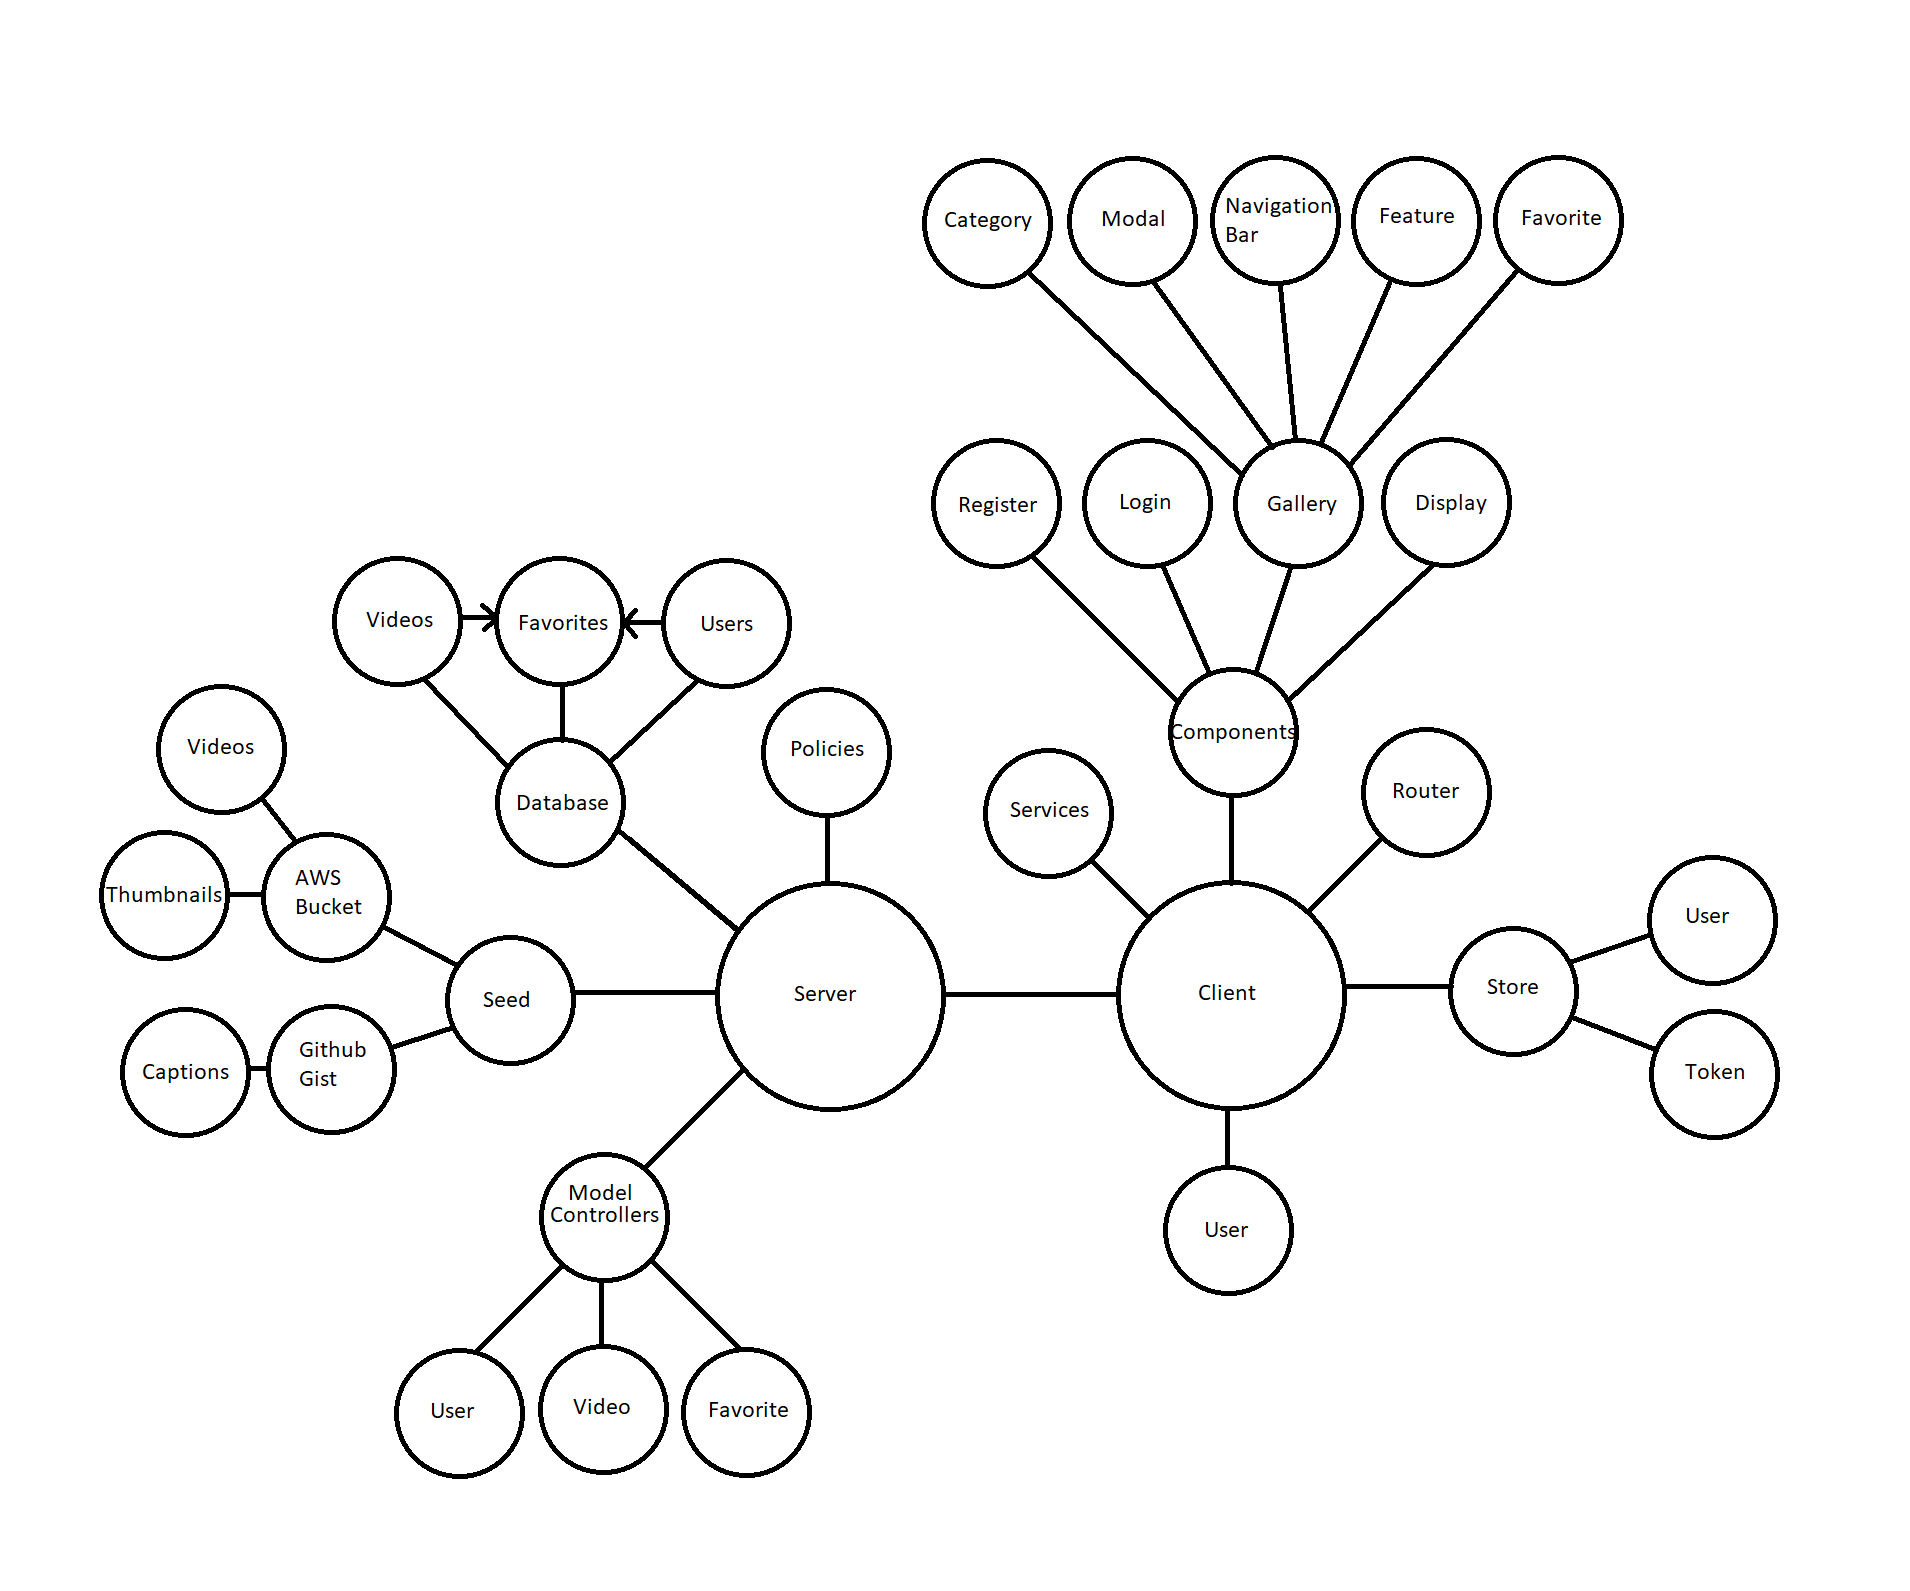 Category
Modal
Navigation
Bar
Feature
Favorite
Register
Login
Gallery
Display
Videos
Favorites
Users
Components
Videos
Policies
Database
Services
Router
Thumbnails
AWS
Bucket
User
Seed
Server
Client
Store
Captions
Github
Gist
Token
Model
Controllers
User
User
Video
Favorite